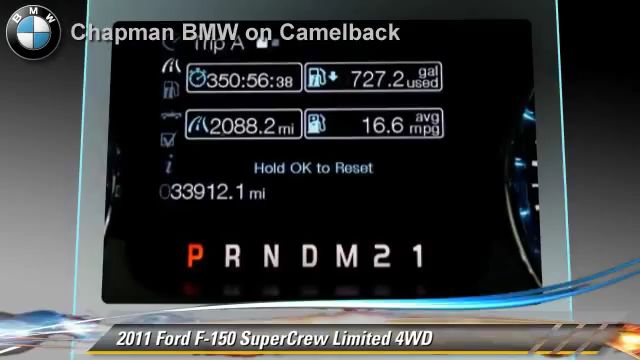 BMW
Chapman BMW on Camelback
Trip A
350:56:38
727.2 gal used
2088.2 mi
16.6 avg mpg
Hold OK to Reset
033912.1 mi
P R N D M 2 1
2011 Ford F-150 SuperCrew Limited 4WD